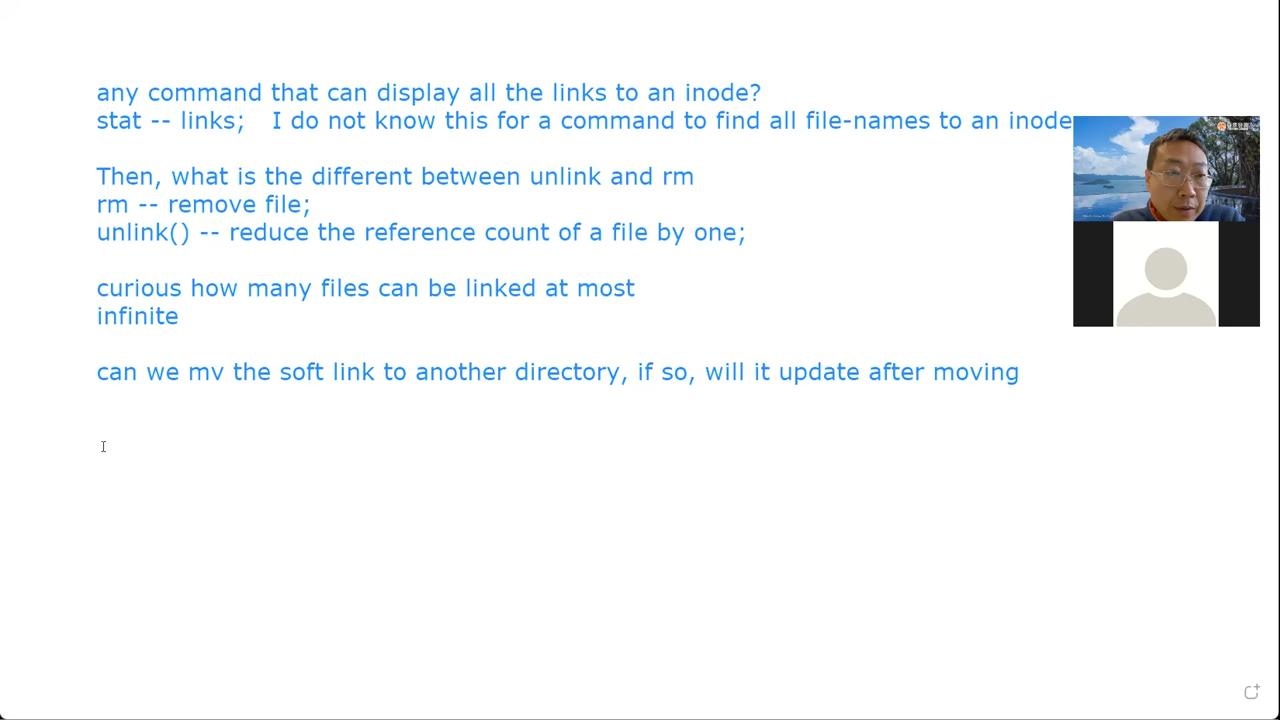 any command that can display all the links to an inode?
stat -- links;   I do not know this for a command to find all file-names to an inode
Then, what is the different between unlink and rm
rm -- remove file;
unlink() -- reduce the reference count of a file by one;
curious how many files can be linked at most
infinite
can we mv the soft link to another directory, if so, will it update after moving